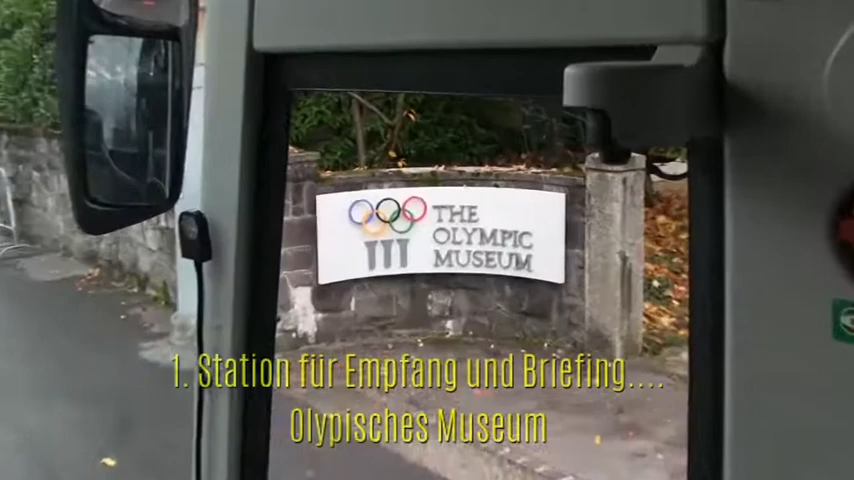 THE
OLYMPIC
MUSEUM
1. Station für Empfang und Briefing.....
Olypisches Museum